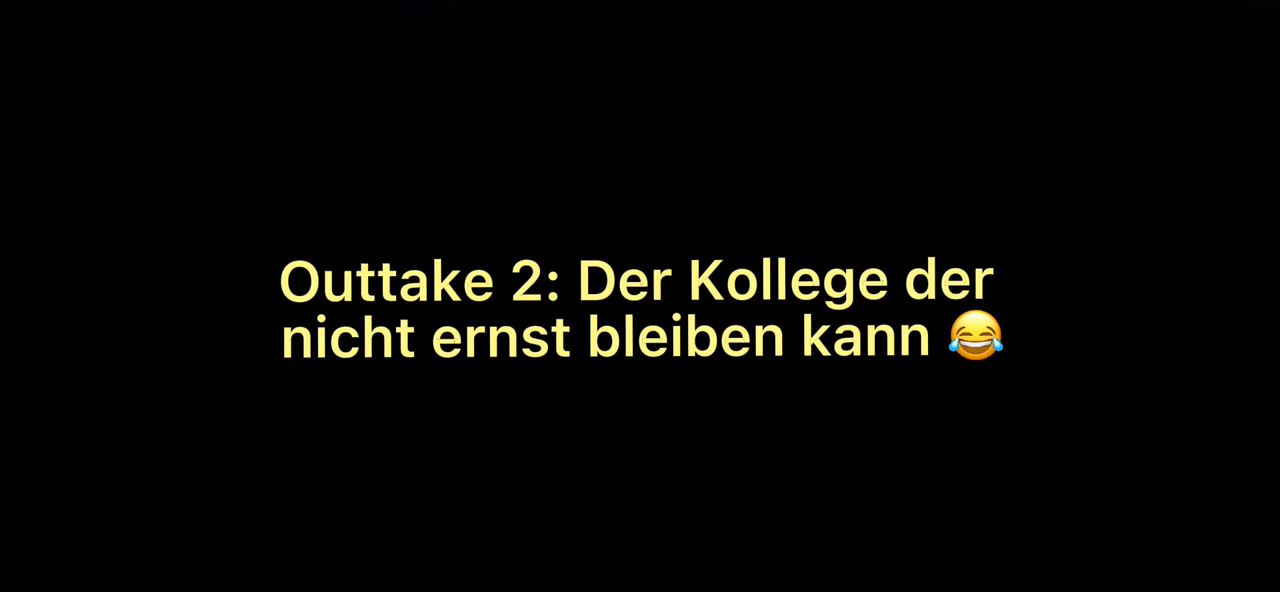 Outtake 2: Der Kollege der
nicht ernst bleiben kann 😂